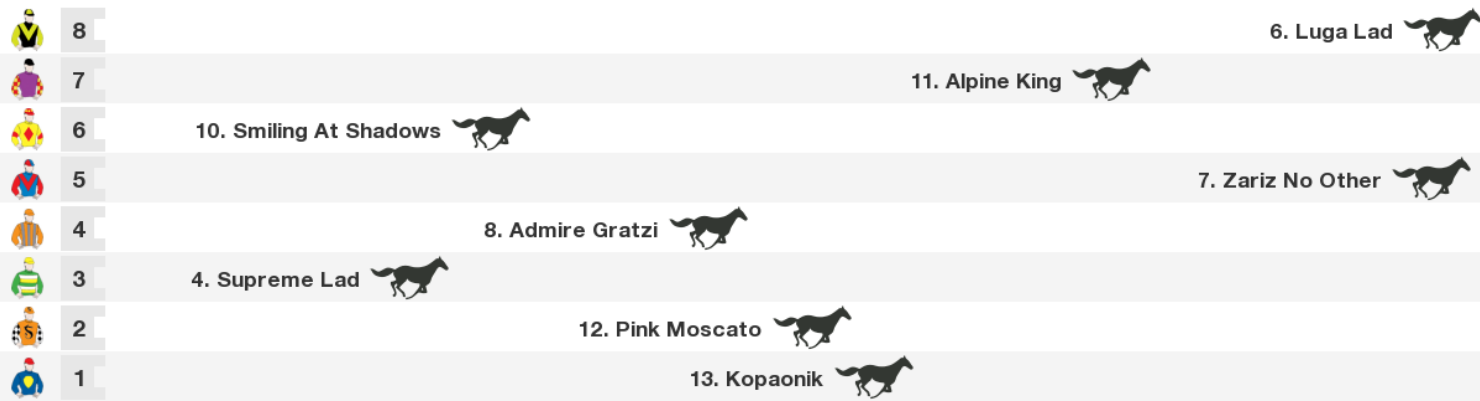 8 6. Luga Lad
7 11. Alpine King
6 10. Smiling At Shadows
5 7. Zariz No Other
4 8. Admire Gratzi
3 4. Supreme Lad
S 2 12. Pink Moscato
1 13. Kopaonik